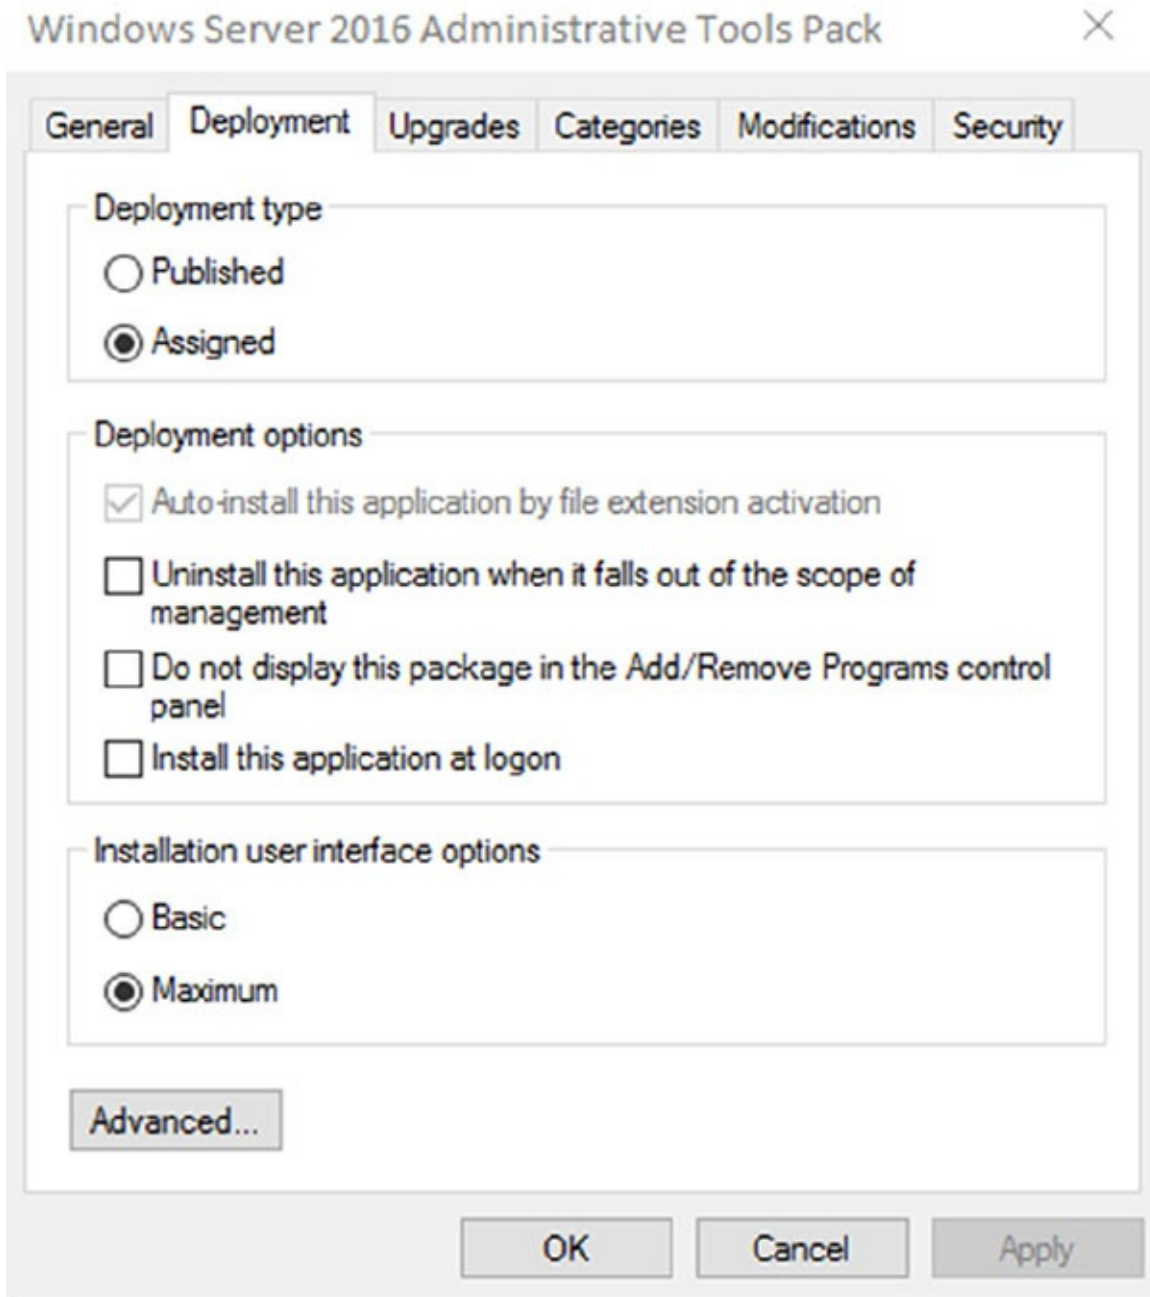 Windows Server 2016 Administrative Tools Pack
General Deployment Upgrades Categories Modifications Security
Deployment type
Published
Assigned
Deployment options
Auto-install this application by file extension activation
Uninstall this application when it falls out of the scope of
management
Do not display this package in the Add/Remove Programs control
panel
Install this application at logon
Installation user interface options
Basic
Maximum
Advanced...
OK Cancel Apply